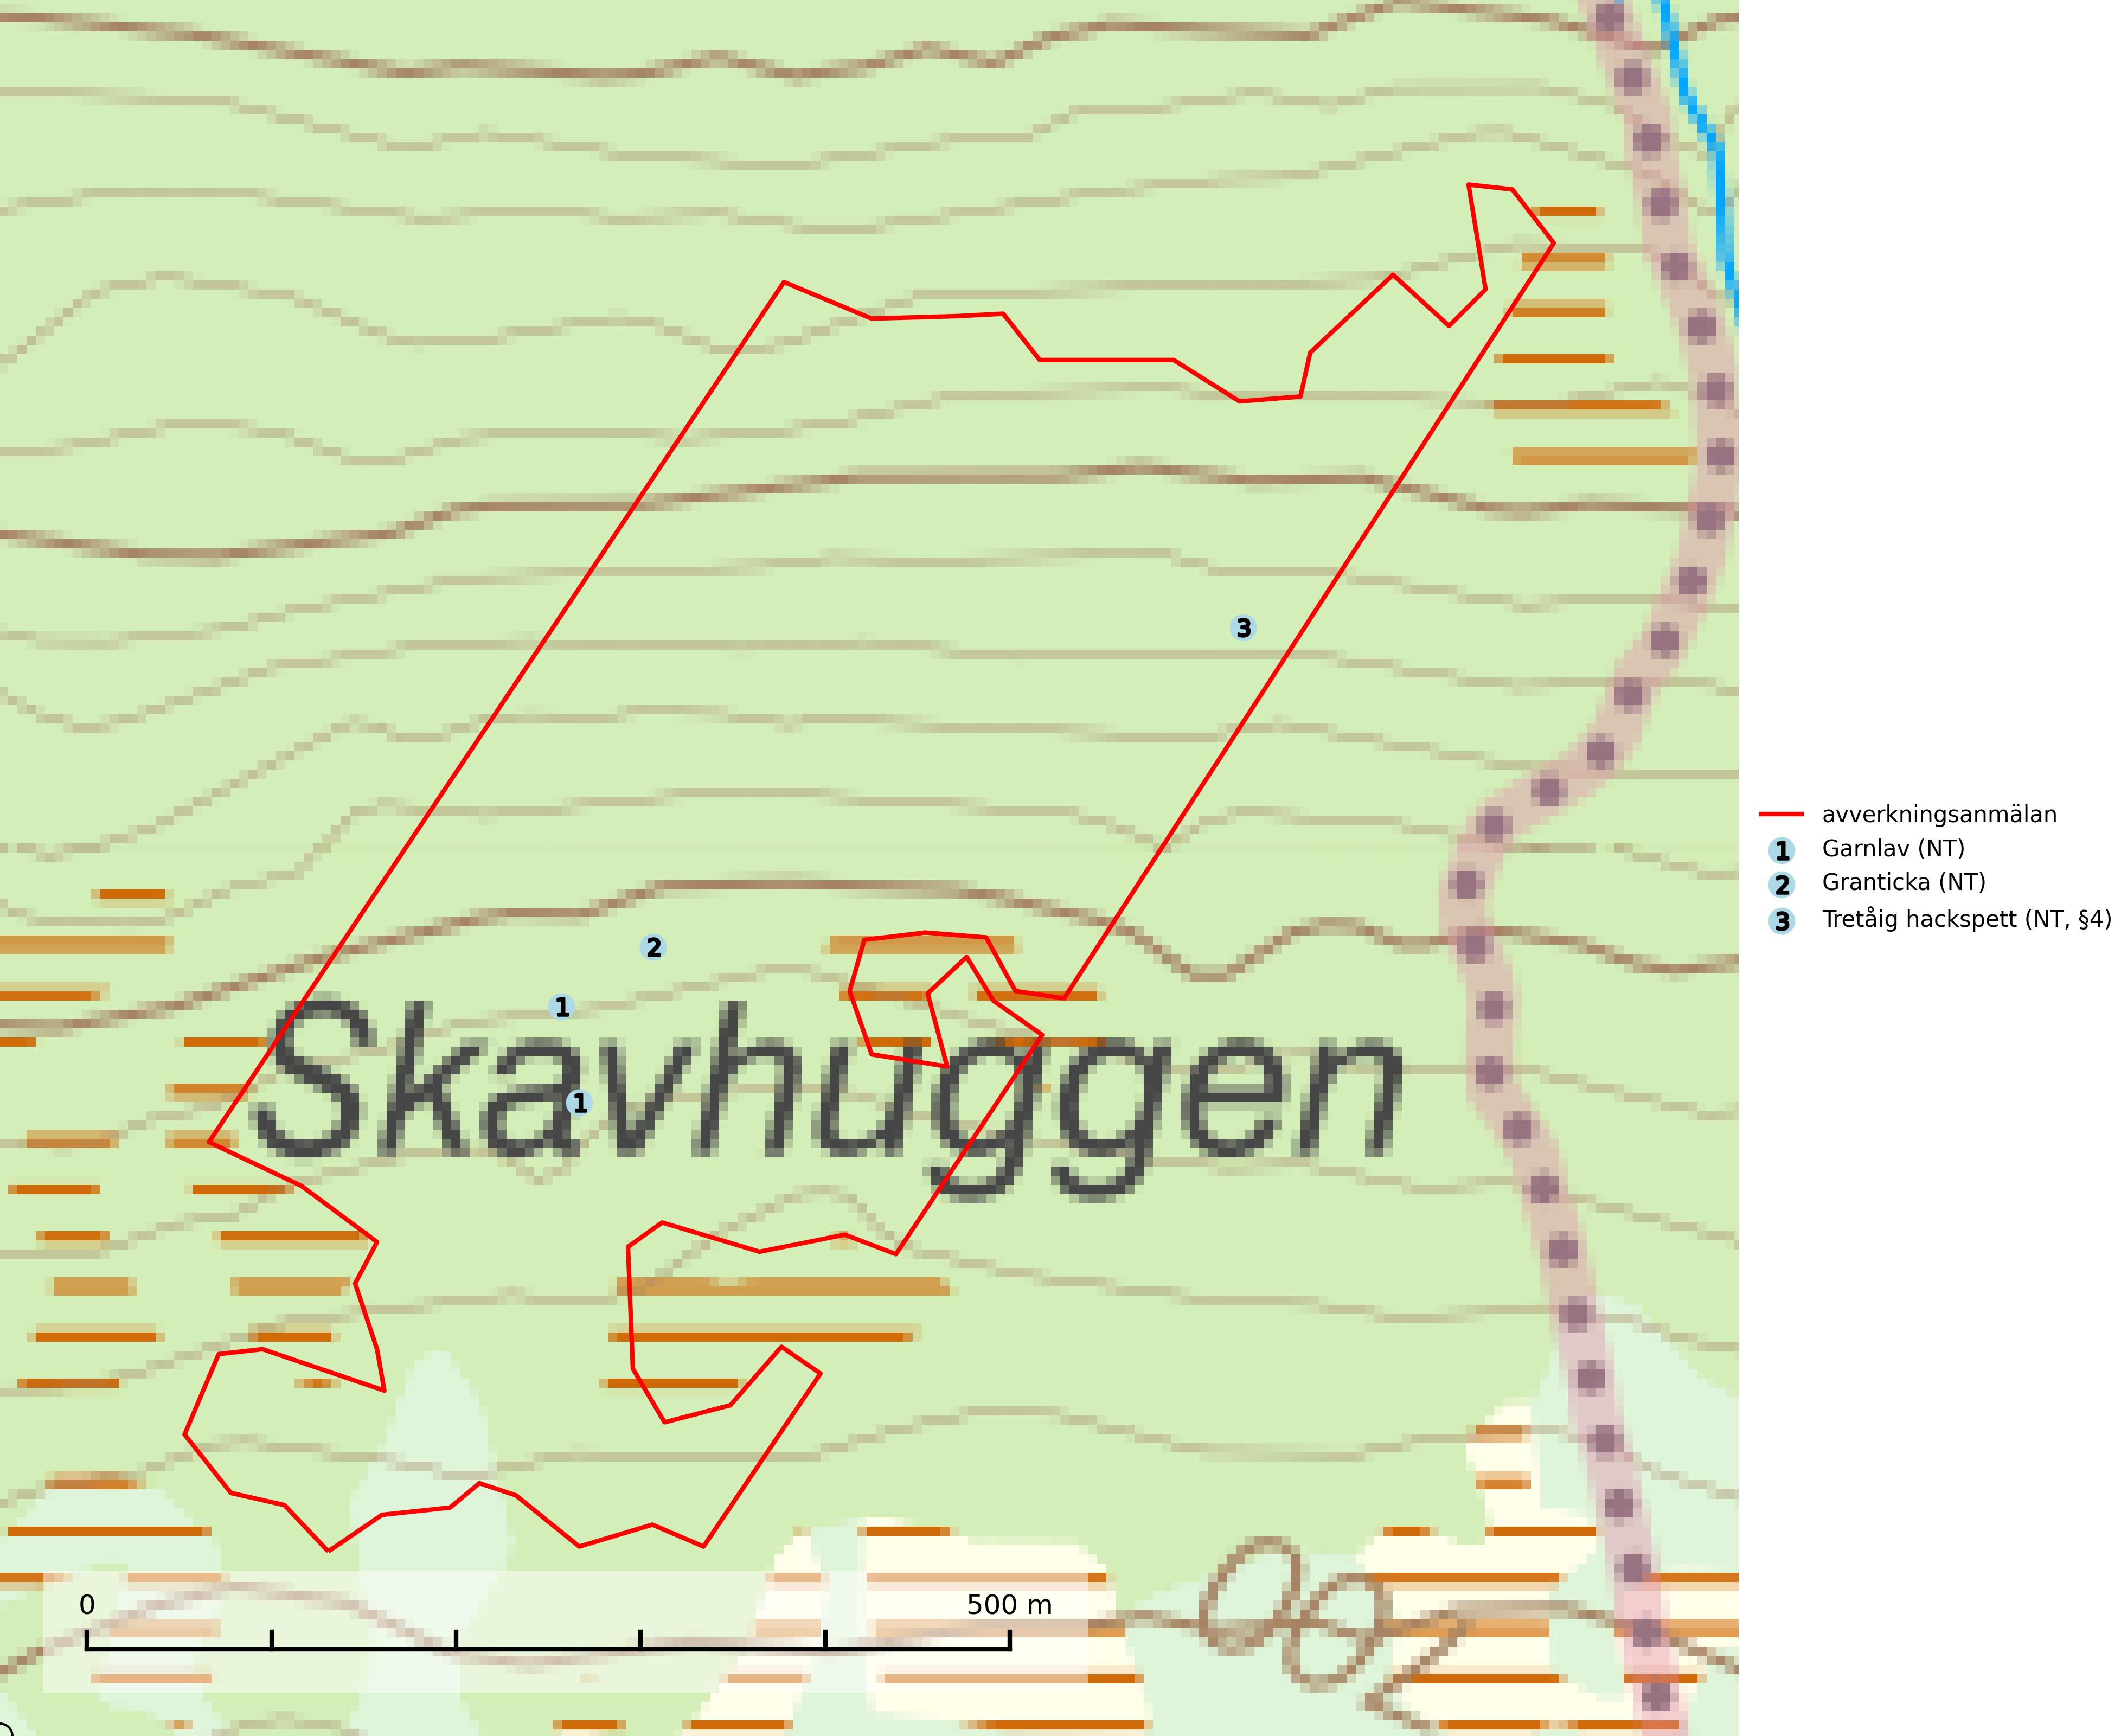 3
2
1
Skavhuggen
1
0
500 m
avverkningsanmälan
1 Garnlav (NT)
2 Granticka (NT)
3 Tretåig hackspett (NT, §4)